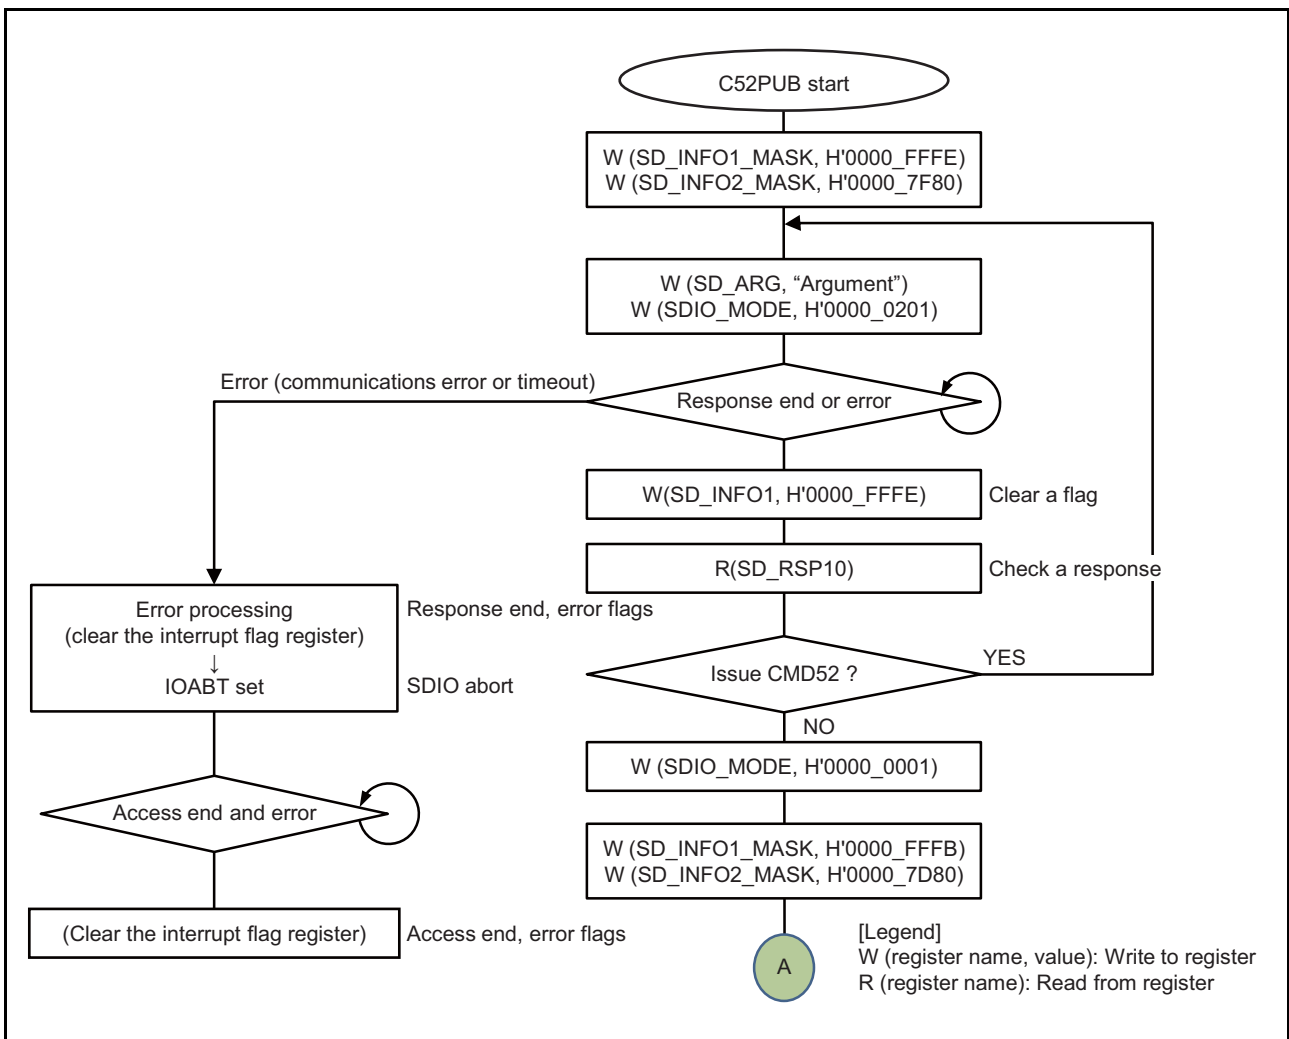 C52PUB start
W (SD_INFO1_MASK, H'0000_FFFE)
W (SD_INFO2_MASK, H'0000_7F80)
W (SD_ARG, “Argument”)
W (SDIO_MODE, H'0000_0201)
Error (communications error or timeout)
Response end or error
W(SD_INFO1, H'0000_FFFE)
Clear a flag
R(SD_RSP10)
Check a response
Error processing
(clear the interrupt flag register)
↓
IOABT set
Response end, error flags
SDIO abort
Issue CMD52 ?
YES
NO
W (SDIO_MODE, H'0000_0001)
Access end and error
W (SD_INFO1_MASK, H'0000_FFFB)
W (SD_INFO2_MASK, H'0000_7D80)
(Clear the interrupt flag register)
Access end, error flags
A
[Legend]
W (register name, value): Write to register
R (register name): Read from register